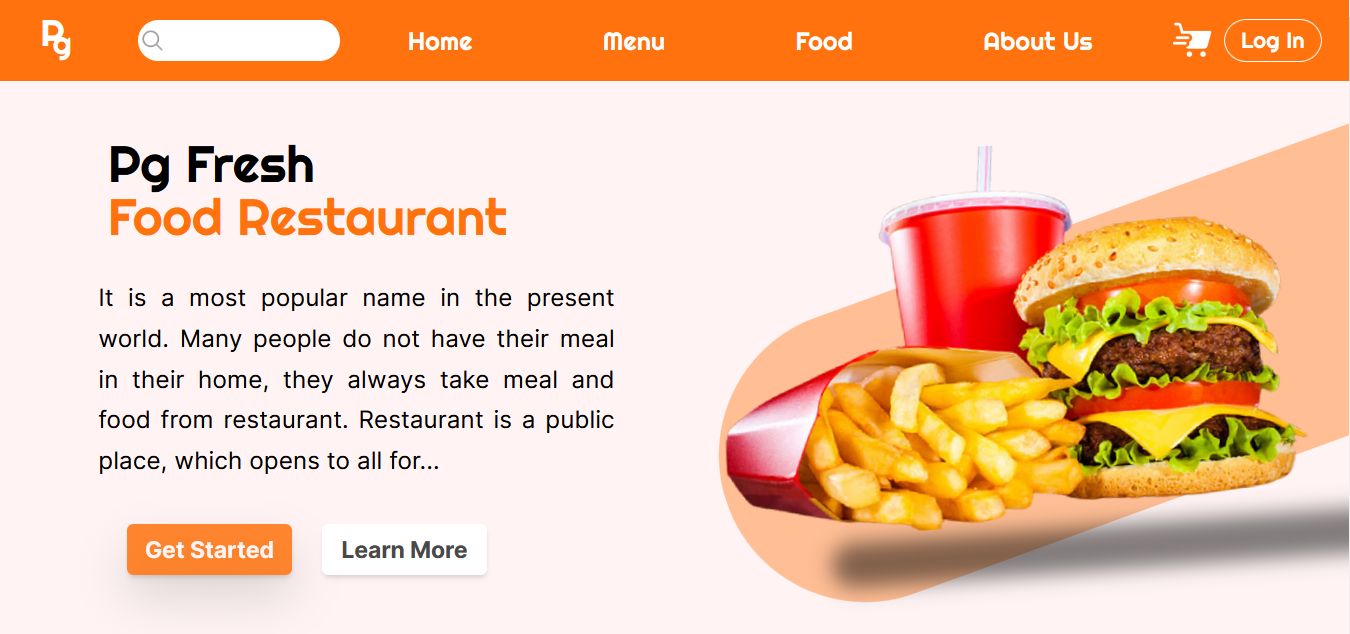 Pg Home Menu Food About Us Log In
Pg Fresh
Food Restaurant
It is a most popular name in the present
world. Many people do not have their meal
in their home, they always take meal and
food from restaurant. Restaurant is a public
place, which opens to all for...
Get Started Learn More